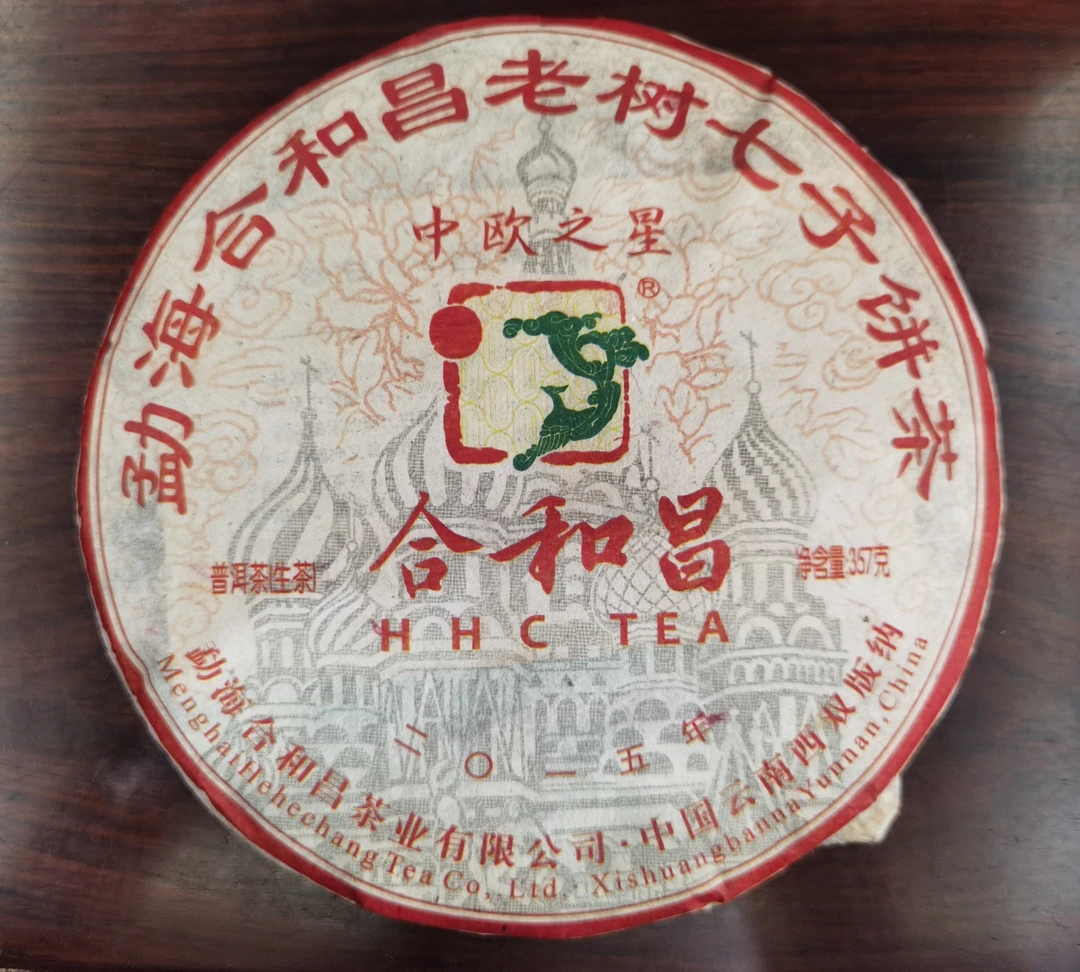 勐海合和昌老树七子饼茶
中欧之星
®
合和昌
普洱茶[生茶]
净含量:357克
HHC TEA
二〇一五年
勐海合和昌茶业有限公司·中国云南西双版纳
MenghaiHehechangTeaCo, Ltd. XishuangbannaYunnan,China